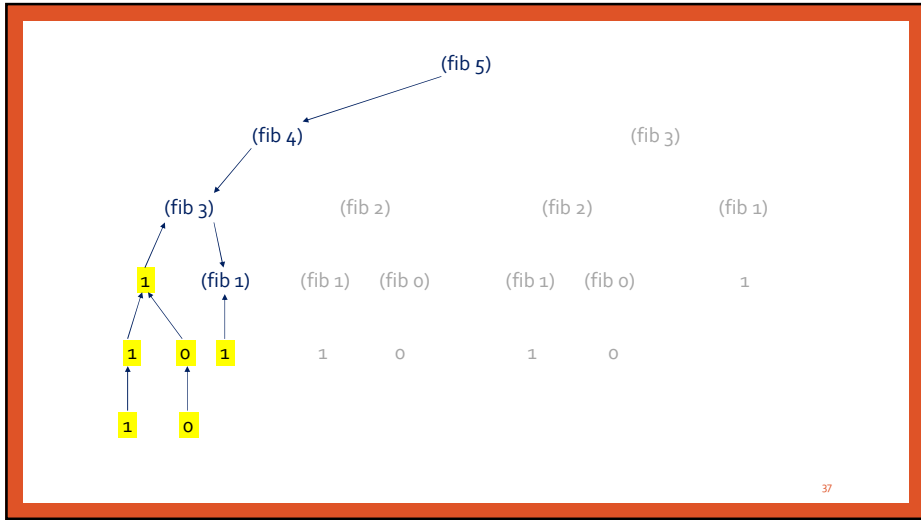 (fib 5)
(fib 4) (fib 3)
(fib 3) (fib 2) (fib 2) (fib 1)
1 (fib 1) (fib 1) (fib 0) (fib 1) (fib 0) 1
1 0 1 1 0 1 0
1 0
37